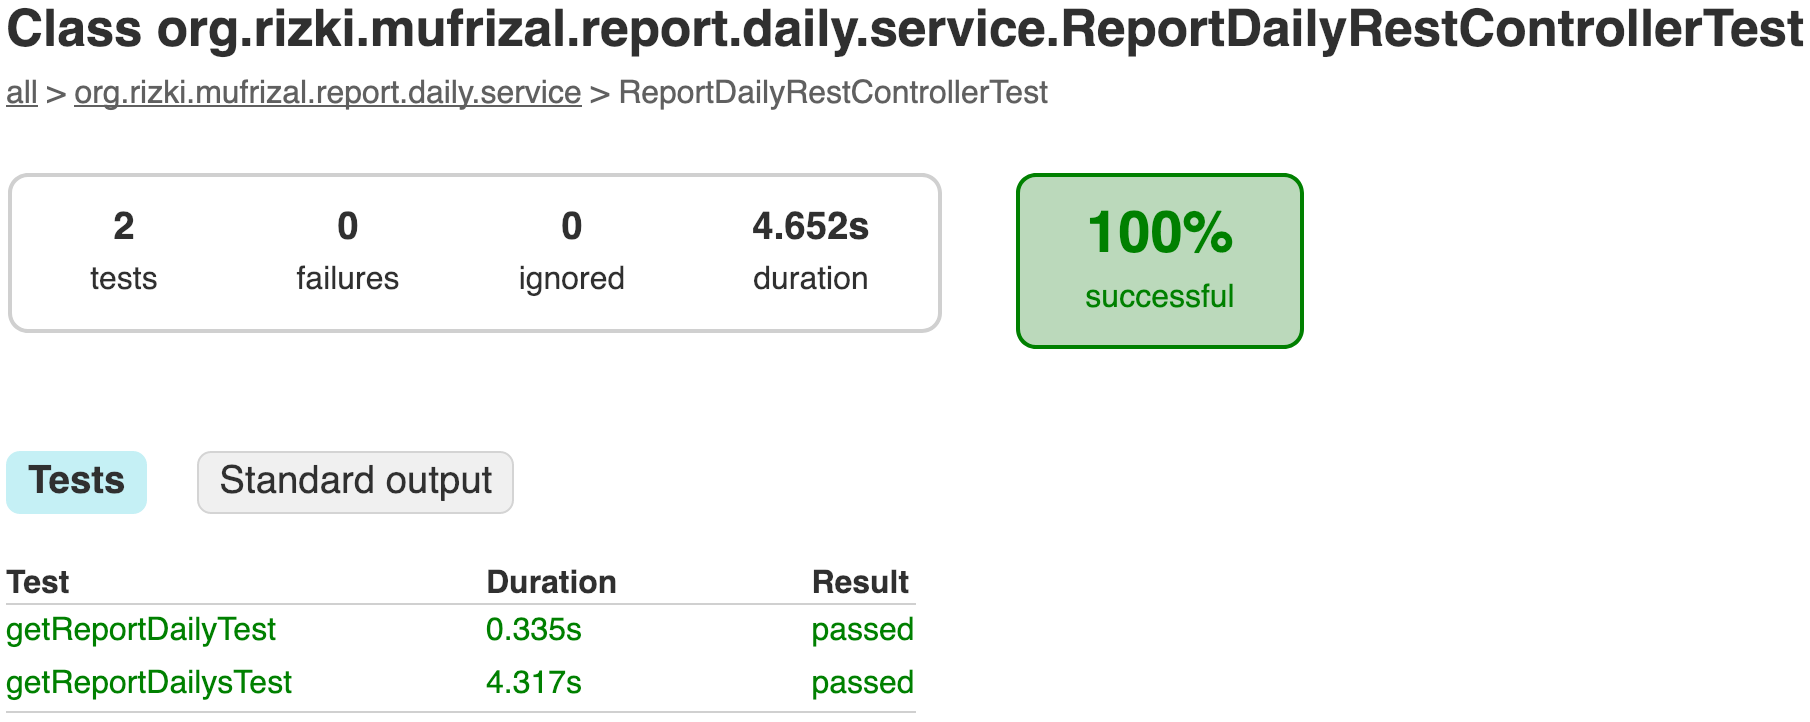 Class org.rizki.mufrizal.report.daily.service.ReportDailyRestControllerTest
all > org.rizki.mufrizal.report.daily.service > ReportDailyRestControllerTest
2 0 0 4.652s
tests failures ignored duration
100%
successful
Tests Standard output
Test Duration Result
getReportDailyTest 0.335s passed
getReportDailysTest 4.317s passed